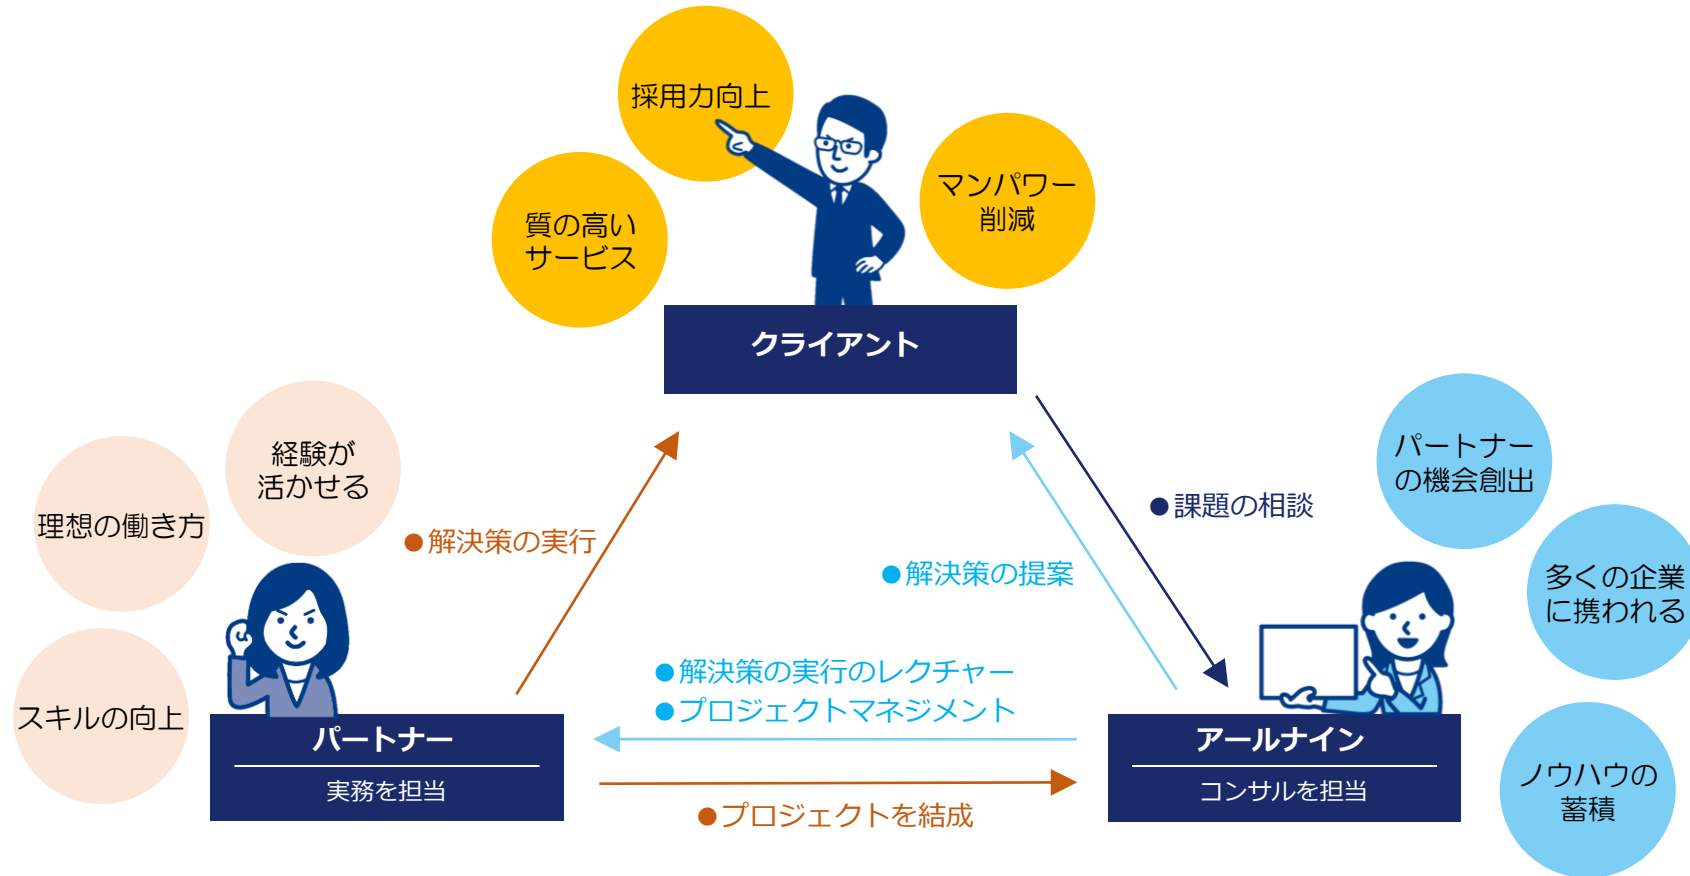 採用力向上
質の高い
サービス
マンパワー
削減
クライアント
経験が
活かせる
理想の働き方
スキルの向上
●解決策の実行
●課題の相談
●解決策の提案
パートナー
の機会創出
多くの企業
に携われる
ノウハウの
蓄積
●解決策の実行のレクチャー
●プロジェクトマネジメント
パートナー
実務を担当
アールナイン
コンサルを担当
●プロジェクトを結成